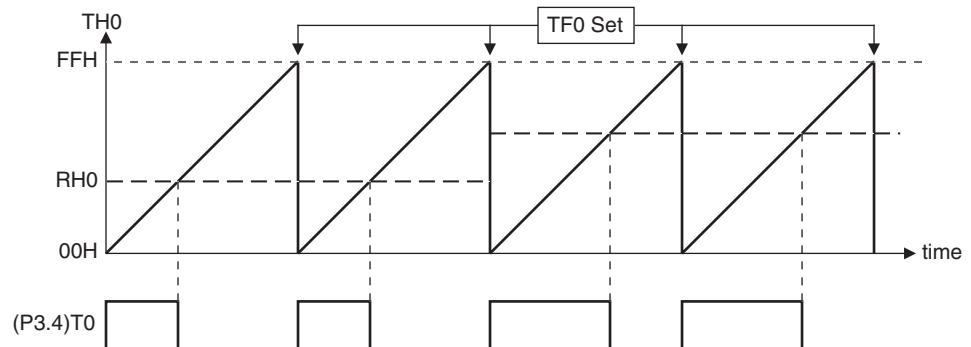 TH0
TF0 Set
FFH
RH0
00H
time
(P3.4)T0